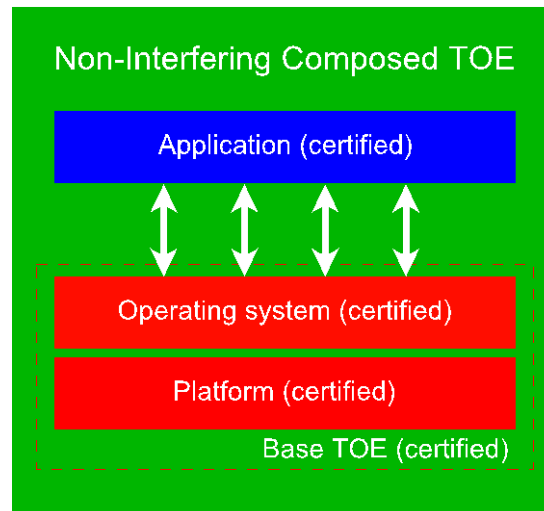 Non-Interfering Composed TOE
Application (certified)
Operating system (certified)
Platform (certified)
Base TOE (certified)